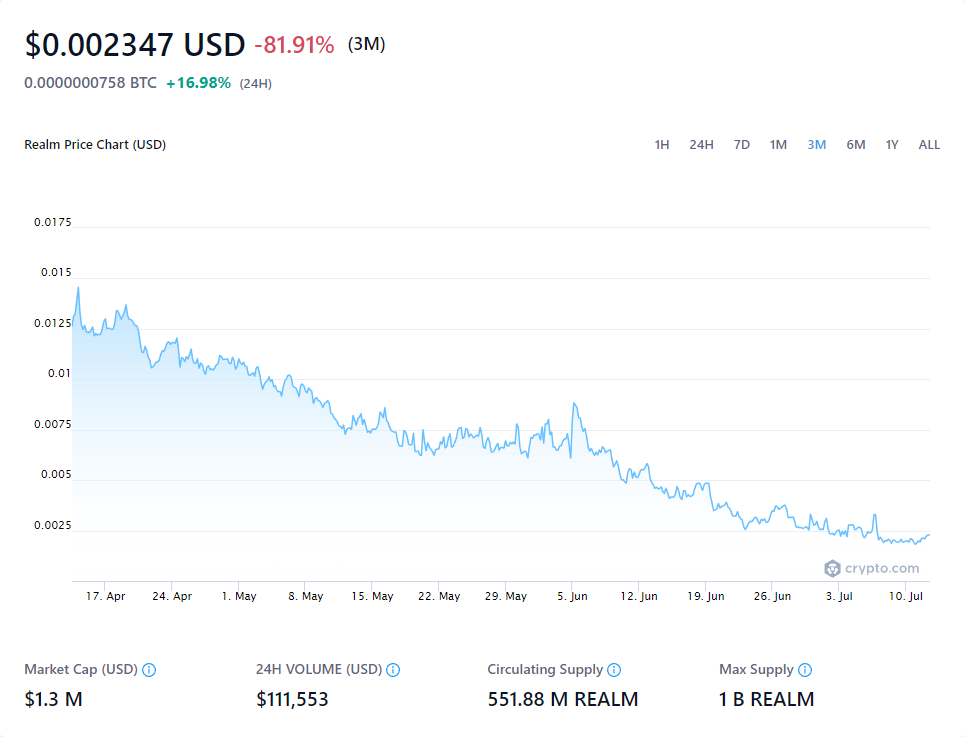 $0.002347 USD -81.91% (3M)
0.0000000758 BTC +16.98% (24H)
Realm Price Chart (USD) 1H 24H 7D 1M 3M 6M 1Y ALL
0.0175
0.015
0.0125
0.01
0.0075
0.005
0.0025
crypto.com
17. Apr 24. Apr 1. May 8. May 15. May 22. May 29. May 5. Jun 12. Jun 19. Jun 26. Jun 3. Jul 10. Jul
Market Cap (USD) 24H VOLUME (USD) Circulating Supply Max Supply
$1.3 M $111,553 551.88 M REALM 1 B REALM